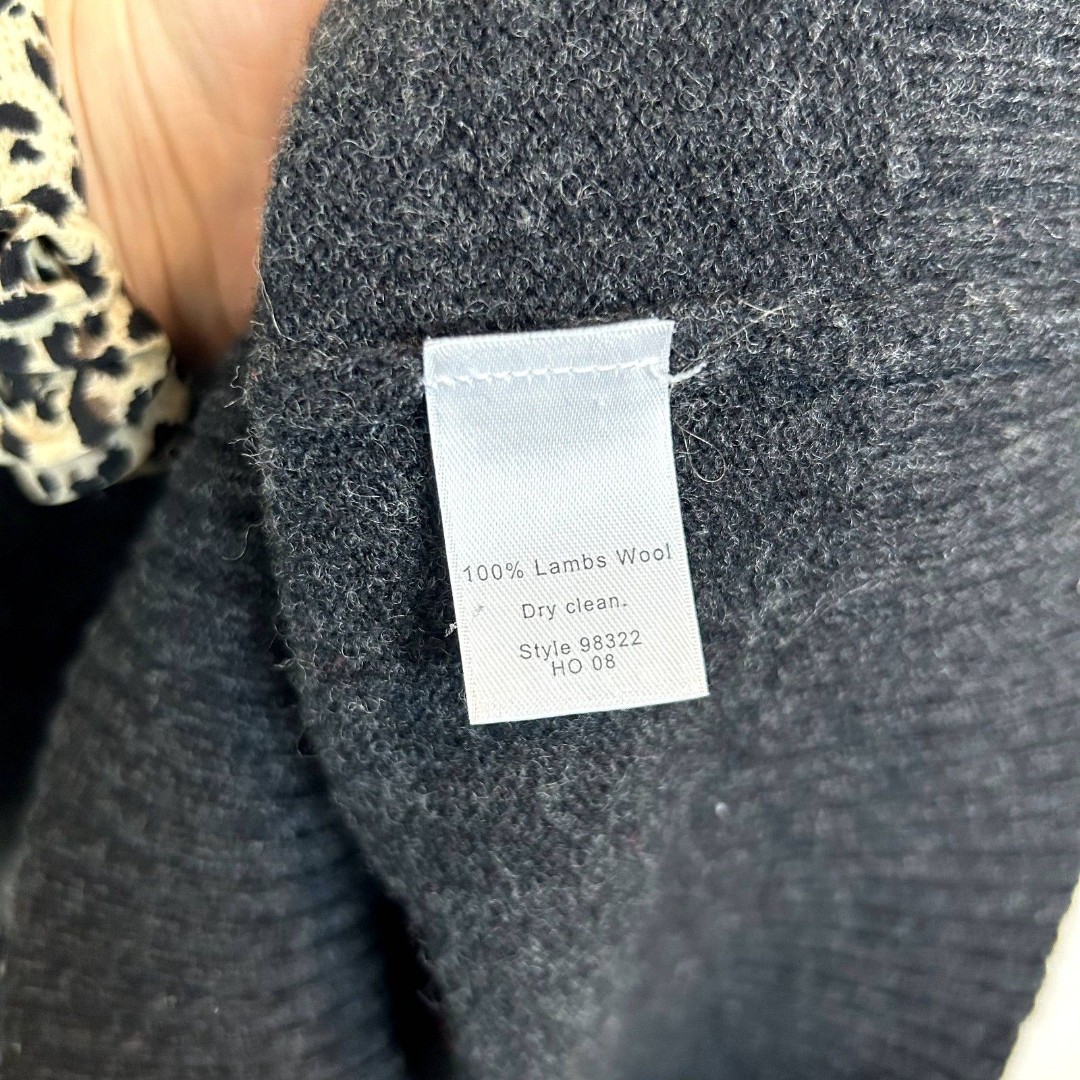 100% Lambs Wool
Dry clean.
Style 98322
HO 08